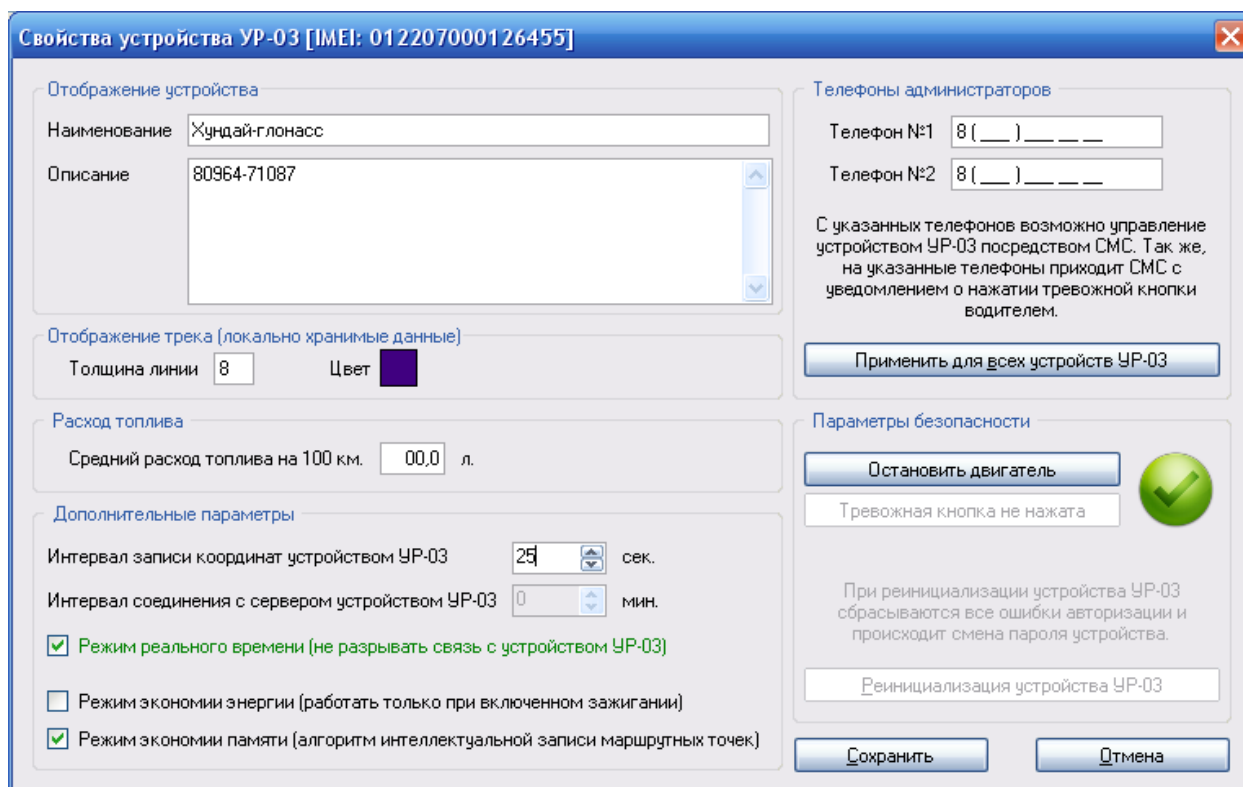 Свойства устройства УР-03 [IMEI: 012207000126455]
Отображение устройства
Наименование Хундай-глонасс
Описание 80964-71087
Отображение трека (локально хранимые данные)
Толщина линии 8 Цвет
Расход топлива
Средний расход топлива на 100 км. 00,0 л.
Дополнительные параметры
Интервал записи координат устройством УР-03 25 сек.
Интервал соединения с сервером устройством УР-03 0 мин.
Режим реального времени (не разрывать связь с устройством УР-03)
Режим экономии энергии (работать только при включенном зажигании)
Режим экономии памяти (алгоритм интеллектуальной записи маршрутных точек)
Телефоны администраторов
Телефон №1 8 ( ___ ) ___ __ __
Телефон №2 8 ( ___ ) ___ __ __
С указанных телефонов возможно управление
устройством УР-03 посредством СМС. Так же,
на указанные телефоны приходит СМС с
уведомлением о нажатии тревожной кнопки
водителем.
Применить для всех устройств УР-03
Параметры безопасности
Остановить двигатель
Тревожная кнопка не нажата
При реинициализации устройства УР-03
сбрасываются все ошибки авторизации и
происходит смена пароля устройства.
Реинициализация устройства УР-03
Сохранить Отмена